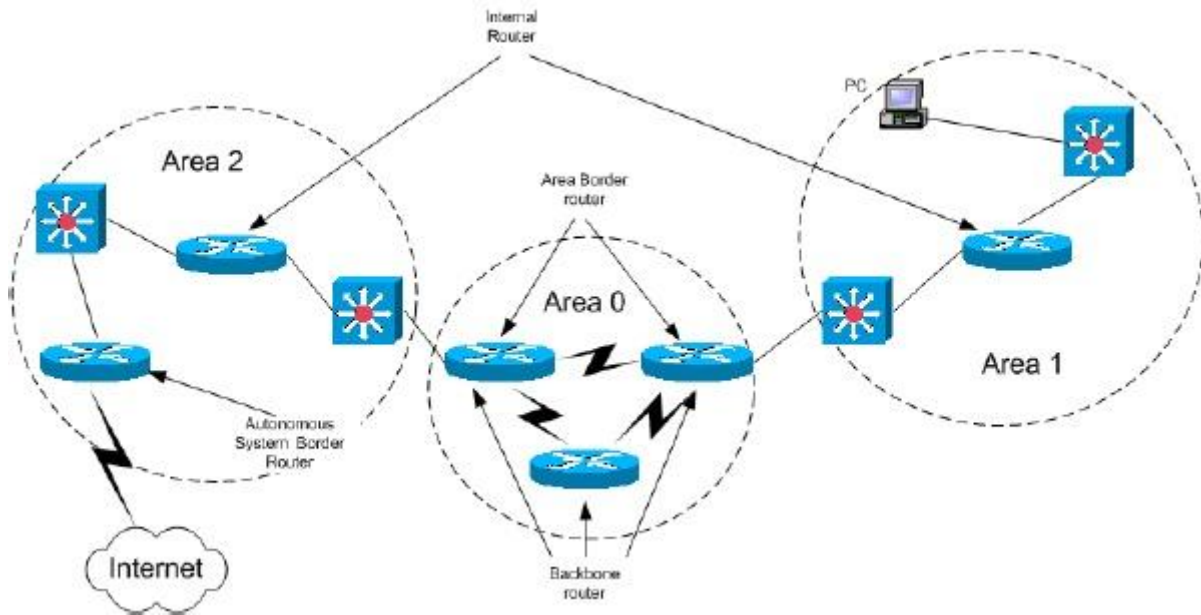 Internal
Router
PC
Area 2
Area Border
router
Area 0
Area 1
Autonomous
System Border
Router
Internet
Backbone
router